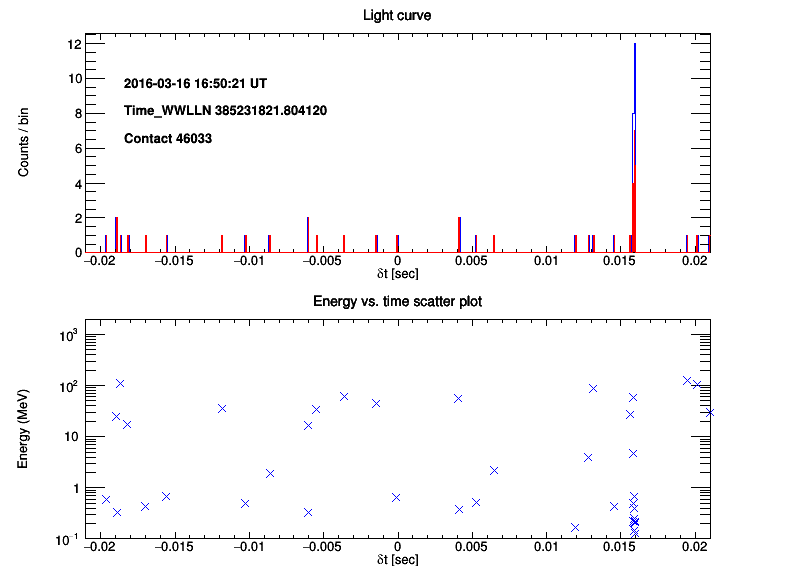 Light curve
Counts / bin
12
10
8
6
4
2
0
2016-03-16 16:50:21 UT
Time_WWLLN 385231821.804120
Contact 46033
−0.02 −0.015 −0.01 −0.005 0 0.005 0.01 0.015 0.02
δt [sec]
Energy vs. time scatter plot
Energy (MeV)
10³
10²
10
1
10⁻¹
−0.02 −0.015 −0.01 −0.005 0 0.005 0.01 0.015 0.02
δt [sec]